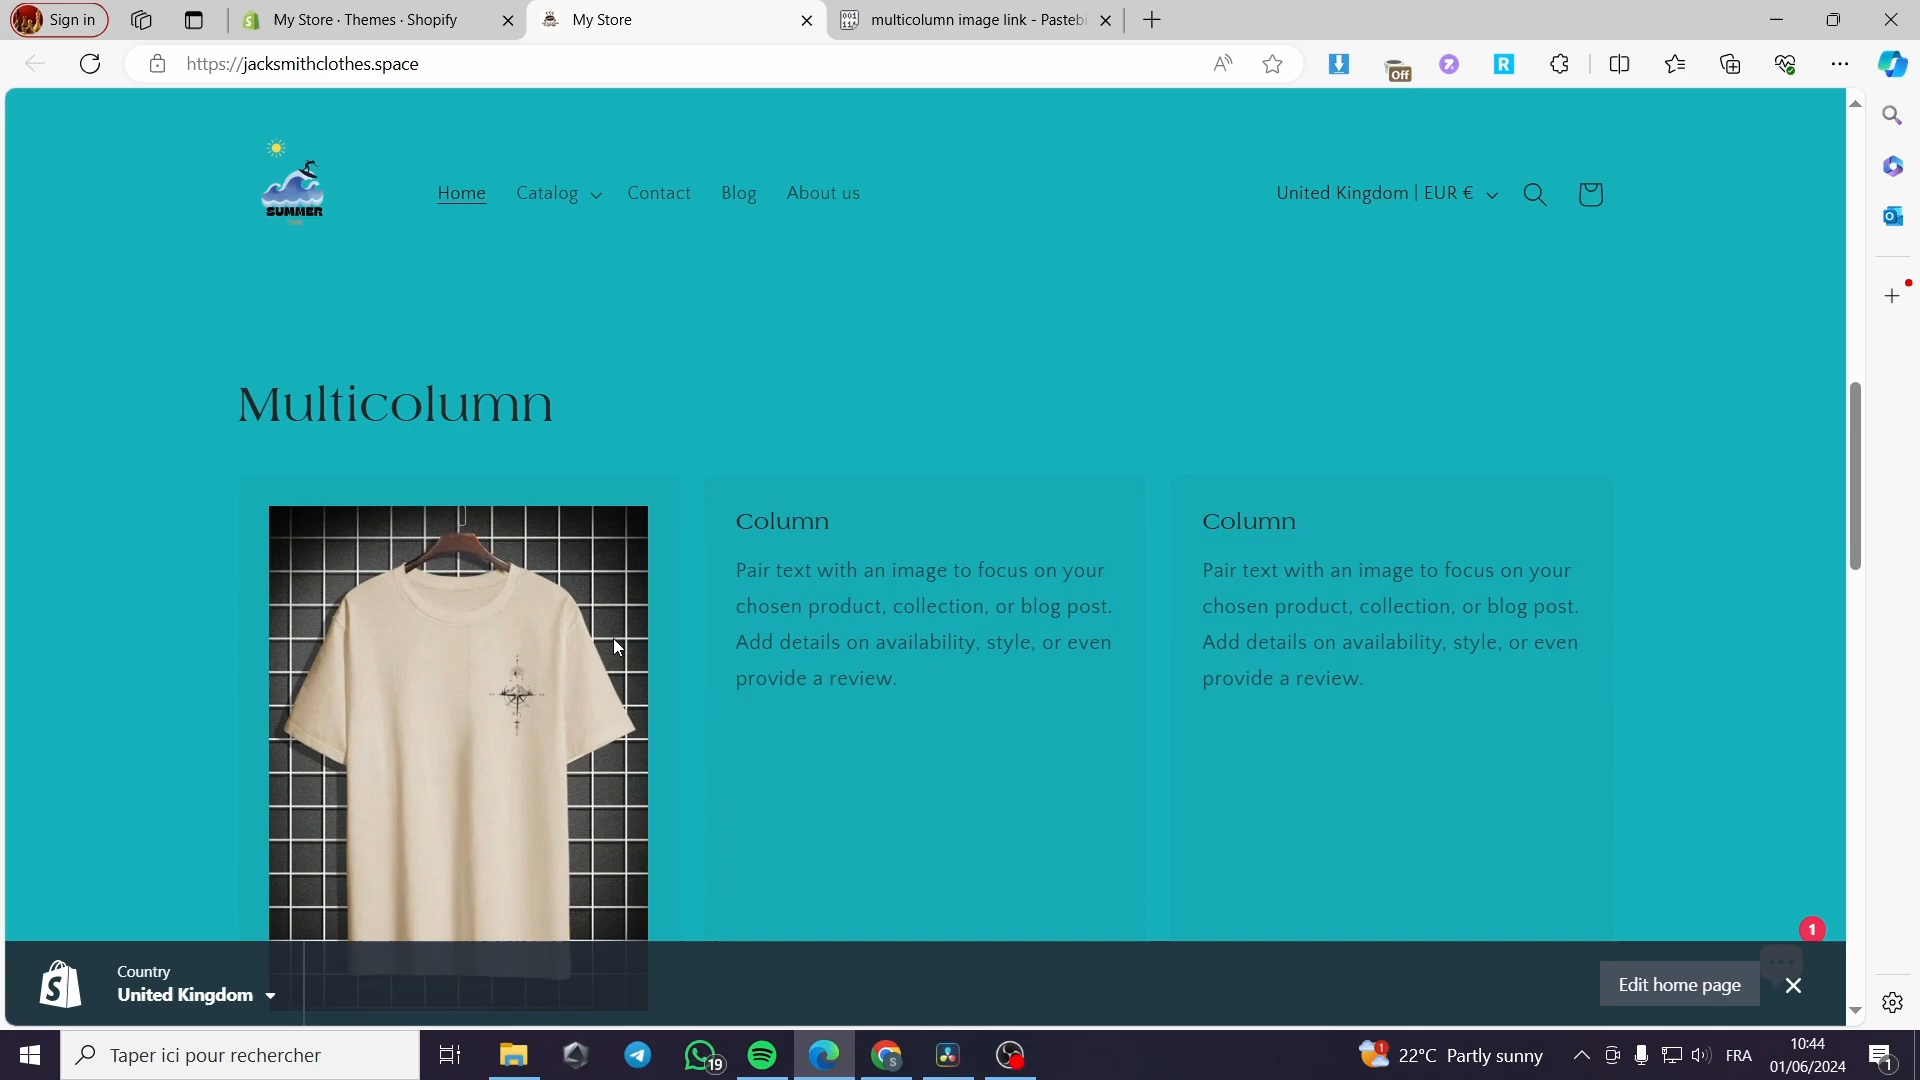 Sign in
My Store · Themes · Shopify
My Store
multicolumn image link - Pastebi
https://jacksmithclothes.space
Off
SUMMER
Home
Catalog
Contact
Blog
About us
United Kingdom | EUR €
Multicolumn
Column
Pair text with an image to focus on your
chosen product, collection, or blog post.
Add details on availability, style, or even
provide a review.
Column
Pair text with an image to focus on your
chosen product, collection, or blog post.
Add details on availability, style, or even
provide a review.
1
Country
United Kingdom
Edit home page
Taper ici pour rechercher
19
1
22°C Partly sunny
FRA
10:44
01/06/2024
1